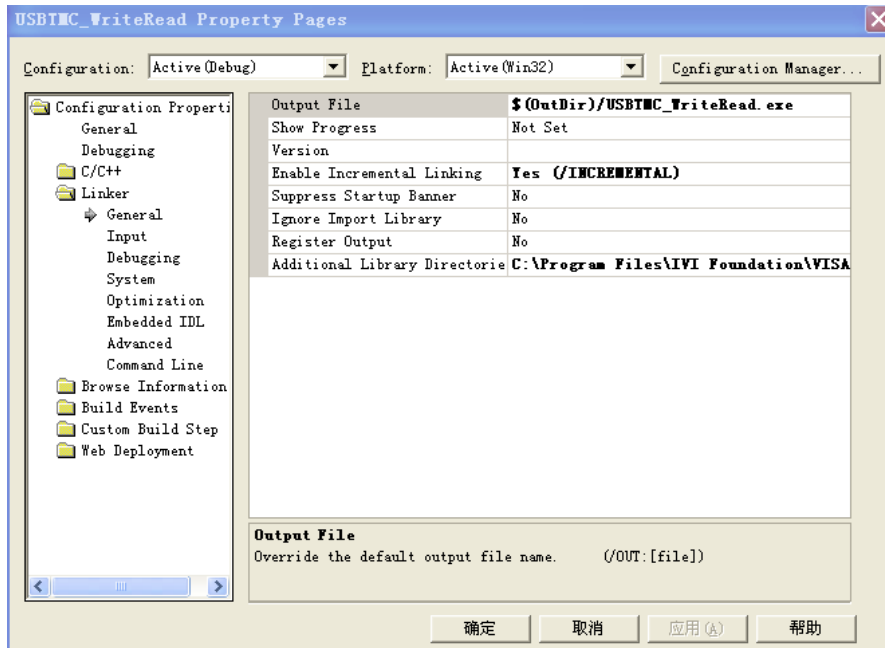 USBTMC_WriteRead Property Pages
Configuration: Active(Debug) Platform: Active(Win32) Configuration Manager...
Configuration Properti
General
Debugging
C/C++
Linker
General
Input
Debugging
System
Optimization
Embedded IDL
Advanced
Command Line
Browse Information
Build Events
Custom Build Step
Web Deployment
Output File $(OutDir)/USBTMC_WriteRead.exe
Show Progress Not Set
Version
Enable Incremental Linking Yes (/INCREMENTAL)
Suppress Startup Banner No
Ignore Import Library No
Register Output No
Additional Library Directorie C:\Program Files\IVI Foundation\VISA
Output File
Override the default output file name. (/OUT:[file])
确定 取消 应用(A) 帮助